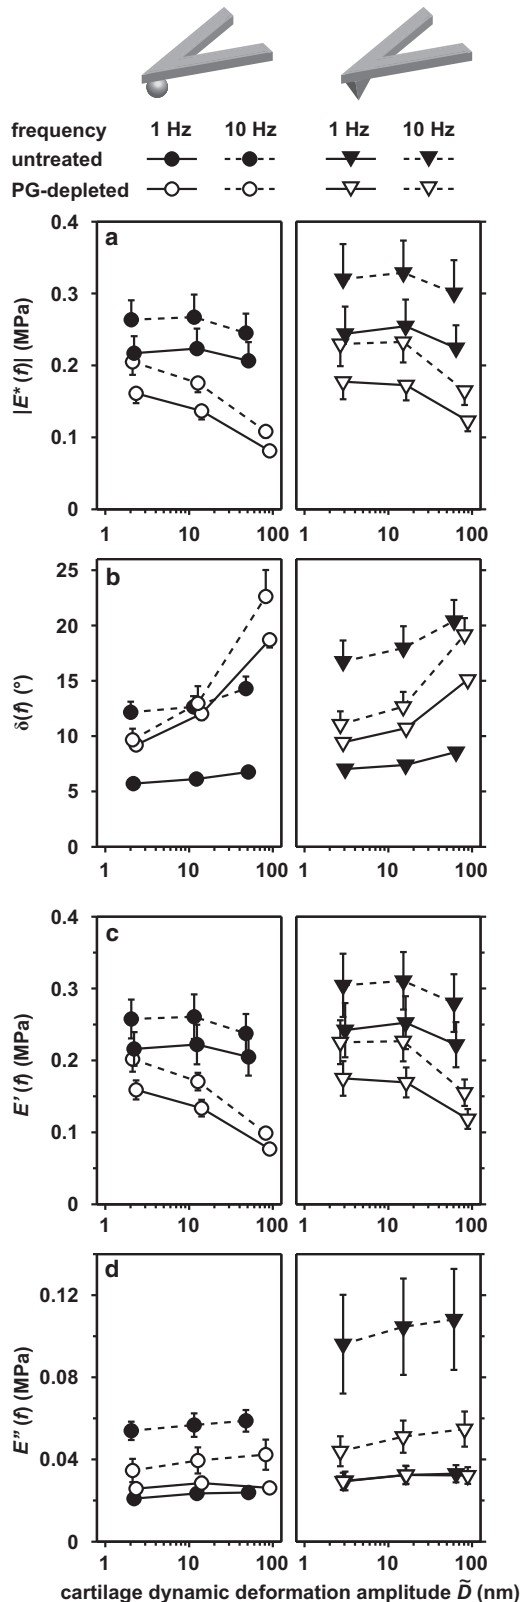 frequency 1 Hz 10 Hz 1 Hz 10 Hz
untreated
PG-depleted
a
|E* (f)| (MPa)
0.4
0.3
0.2
0.1
0
1 10 100 1 10 100
b
δ(f) (°)
25
20
15
10
5
0
1 10 100 1 10 100
c
E′ (f) (MPa)
0.4
0.3
0.2
0.1
0
1 10 100 1 10 100
d
E″ (f) (MPa)
0.12
0.08
0.04
0
1 10 100 1 10 100
cartilage dynamic deformation amplitude D̃ (nm)